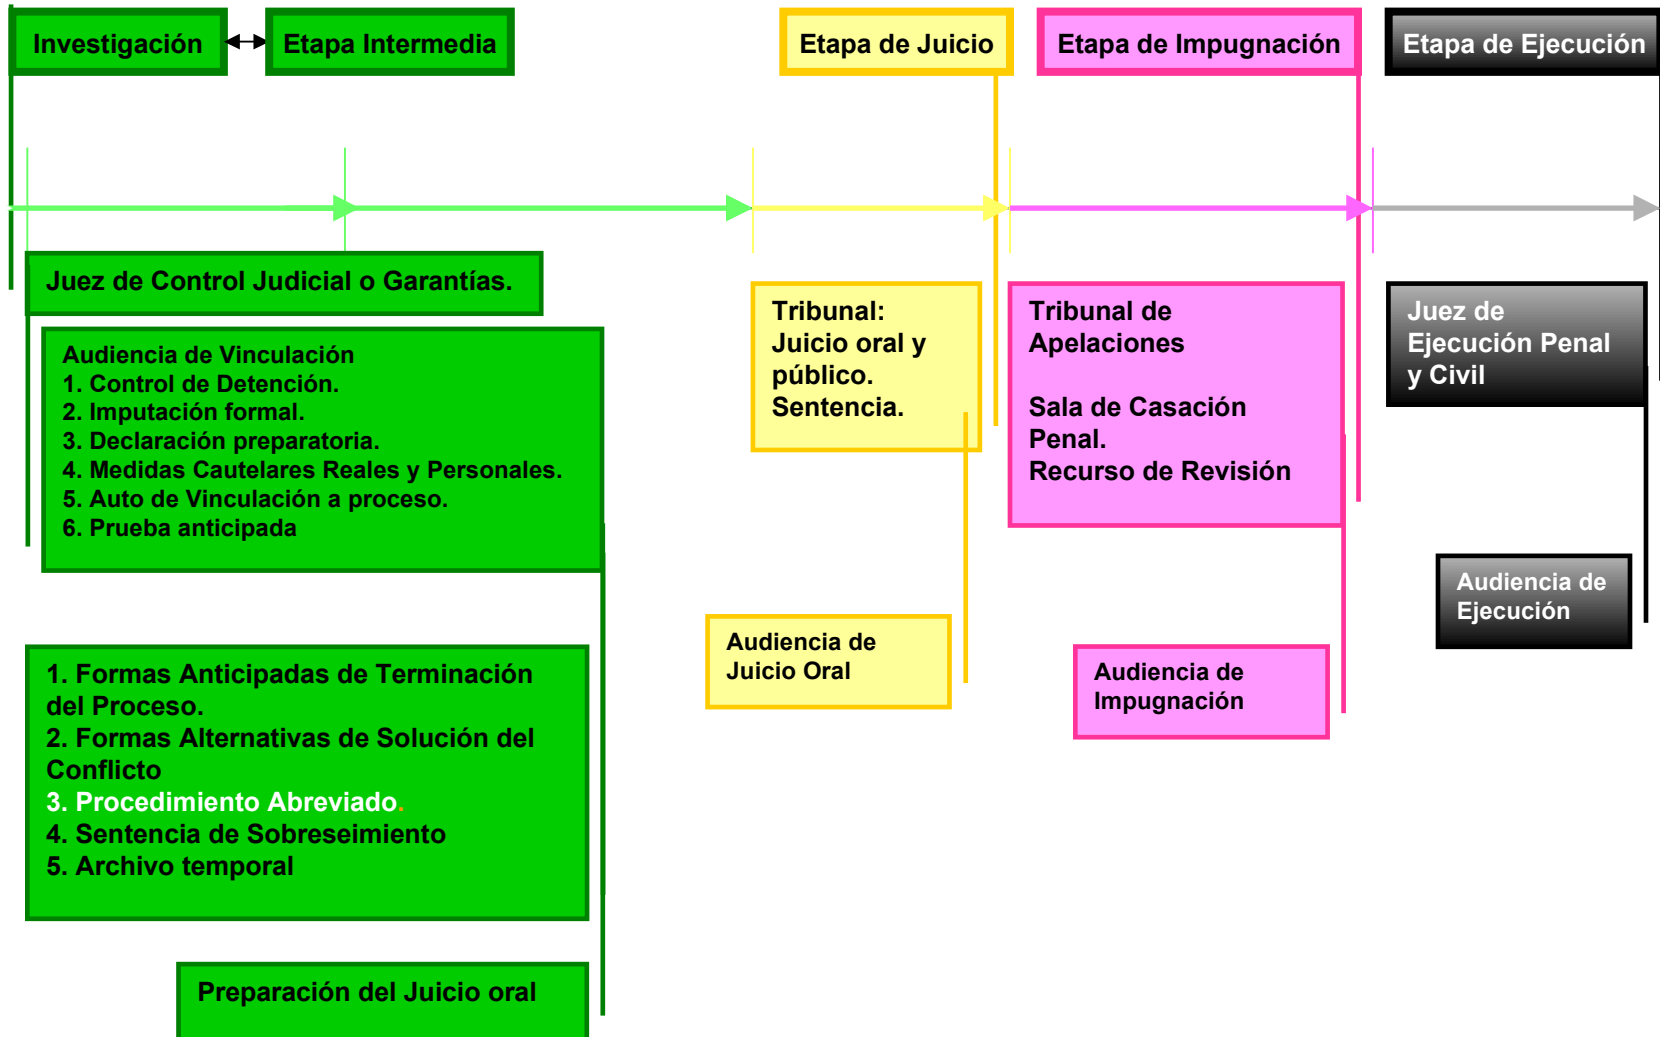 Investigación
Etapa Intermedia
Etapa de Juicio
Etapa de Impugnación
Etapa de Ejecución
Juez de Control Judicial o Garantías.
Audiencia de Vinculación
1. Control de Detención.
2. Imputación formal.
3. Declaración preparatoria.
4. Medidas Cautelares Reales y Personales.
5. Auto de Vinculación a proceso.
6. Prueba anticipada
1. Formas Anticipadas de Terminación
del Proceso.
2. Formas Alternativas de Solución del
Conflicto
3. Procedimiento Abreviado.
4. Sentencia de Sobreseimiento
5. Archivo temporal
Preparación del Juicio oral
Tribunal:
Juicio oral y
público.
Sentencia.
Audiencia de
Juicio Oral
Tribunal de
Apelaciones
Sala de Casación
Penal.
Recurso de Revisión
Audiencia de
Impugnación
Juez de
Ejecución Penal
y Civil
Audiencia de
Ejecución